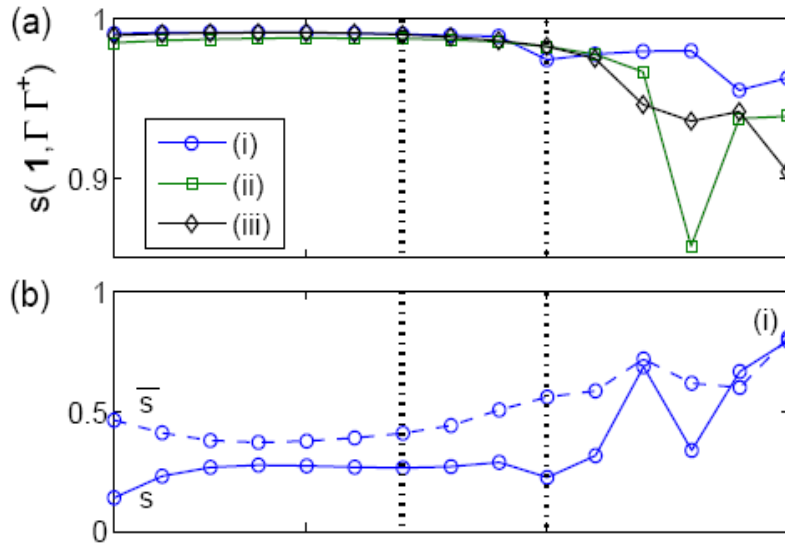 (a)
1
s( 1, Γ Γ⁺)
0.9
(i)
(ii)
(iii)
(b)
1
(i)
s̅
0.5
s
0